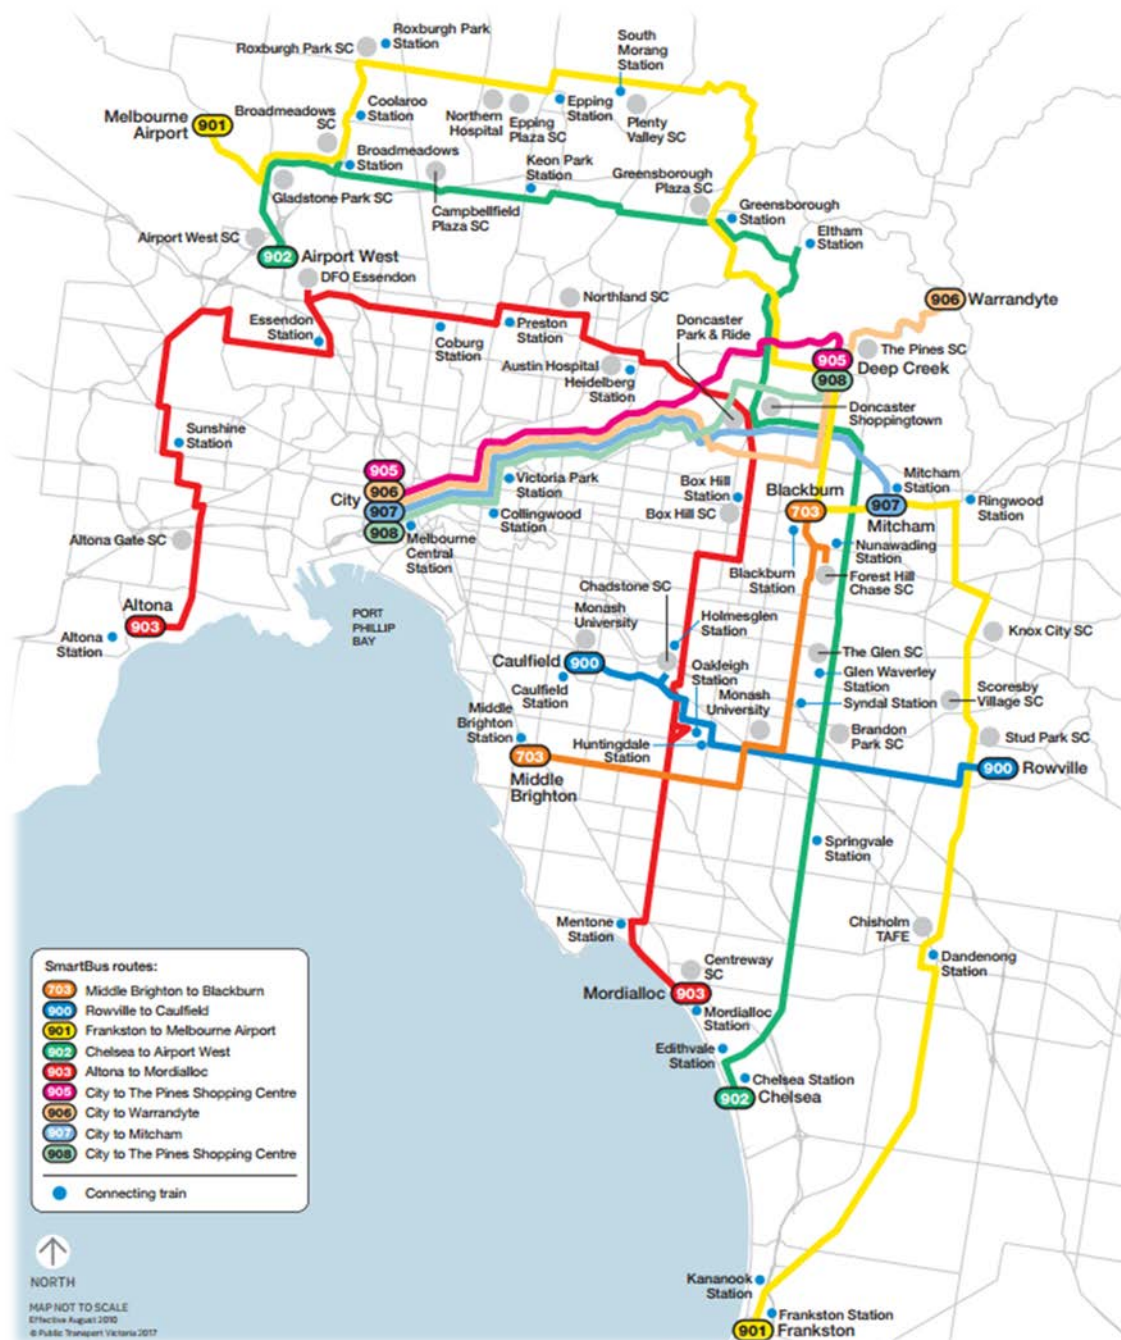 Roxburgh Park
Station
Roxburgh Park SC
South
Morang
Station
Melbourne
Airport
901
Broadmeadows
SC
Coolaroo
Station
Northern
Hospital
Epping
Plaza SC
Epping
Station
Plenty
Valley SC
Broadmeadows
Station
Keon Park
Station
Greensborough
Plaza SC
Gladstone Park SC
Campbellfield
Plaza SC
Greensborough
Station
Eltham
Station
Airport West SC
902 Airport West
DFO Essendon
Northland SC
906 Warrandyte
Essendon
Station
Coburg
Station
Preston
Station
Doncaster
Park & Ride
The Pines SC
Austin Hospital
Heidelberg
Station
905
908
Deep Creek
Doncaster
Shoppingtown
Sunshine
Station
City
905
906
907
908
Victoria Park
Station
Collingwood
Station
Melbourne
Central
Station
Box Hill
Station
Box Hill SC
Blackburn
703
Mitcham
Station
907
Mitcham
Ringwood
Station
Altona Gate SC
Nunawading
Station
Blackburn
Station
Forest Hill
Chase SC
Chadstone SC
Altona
903
Altona
Station
PORT
PHILLIP
BAY
Monash
University
Holmesglen
Station
Knox City SC
Caulfield 900
Caulfield
Station
Oakleigh
Station
Monash
University
The Glen SC
Glen Waverley
Station
Syndal Station
Scoresby
Village SC
Middle
Brighton
Station
Huntingdale
Station
Brandon
Park SC
Stud Park SC
703
Middle
Brighton
900 Rowville
Springvale
Station
Mentone
Station
Chisholm
TAFE
Dandenong
Station
Centreway
SC
Mordialloc 903
Mordialloc
Station
Edithvale
Station
Chelsea Station
902 Chelsea
SmartBus routes:
703 Middle Brighton to Blackburn
900 Rowville to Caulfield
901 Frankston to Melbourne Airport
902 Chelsea to Airport West
903 Altona to Mordialloc
905 City to The Pines Shopping Centre
906 City to Warrandyte
907 City to Mitcham
908 City to The Pines Shopping Centre
Connecting train
Kananook
Station
Frankston Station
901 Frankston
NORTH
MAP NOT TO SCALE
Effective August 2010
© Public Transport Victoria 2017